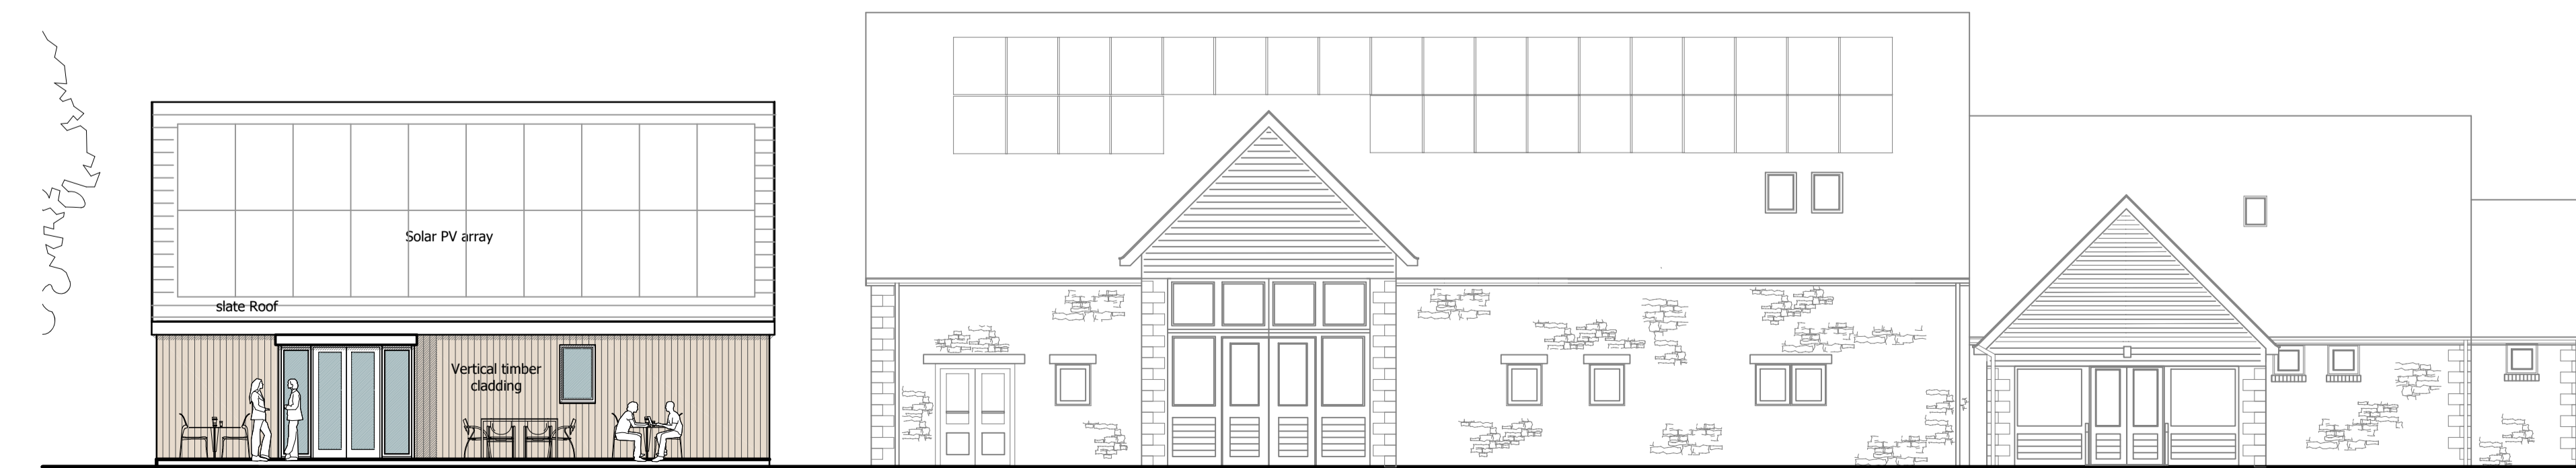 Solar PV array
slate Roof
Vertical timber
cladding